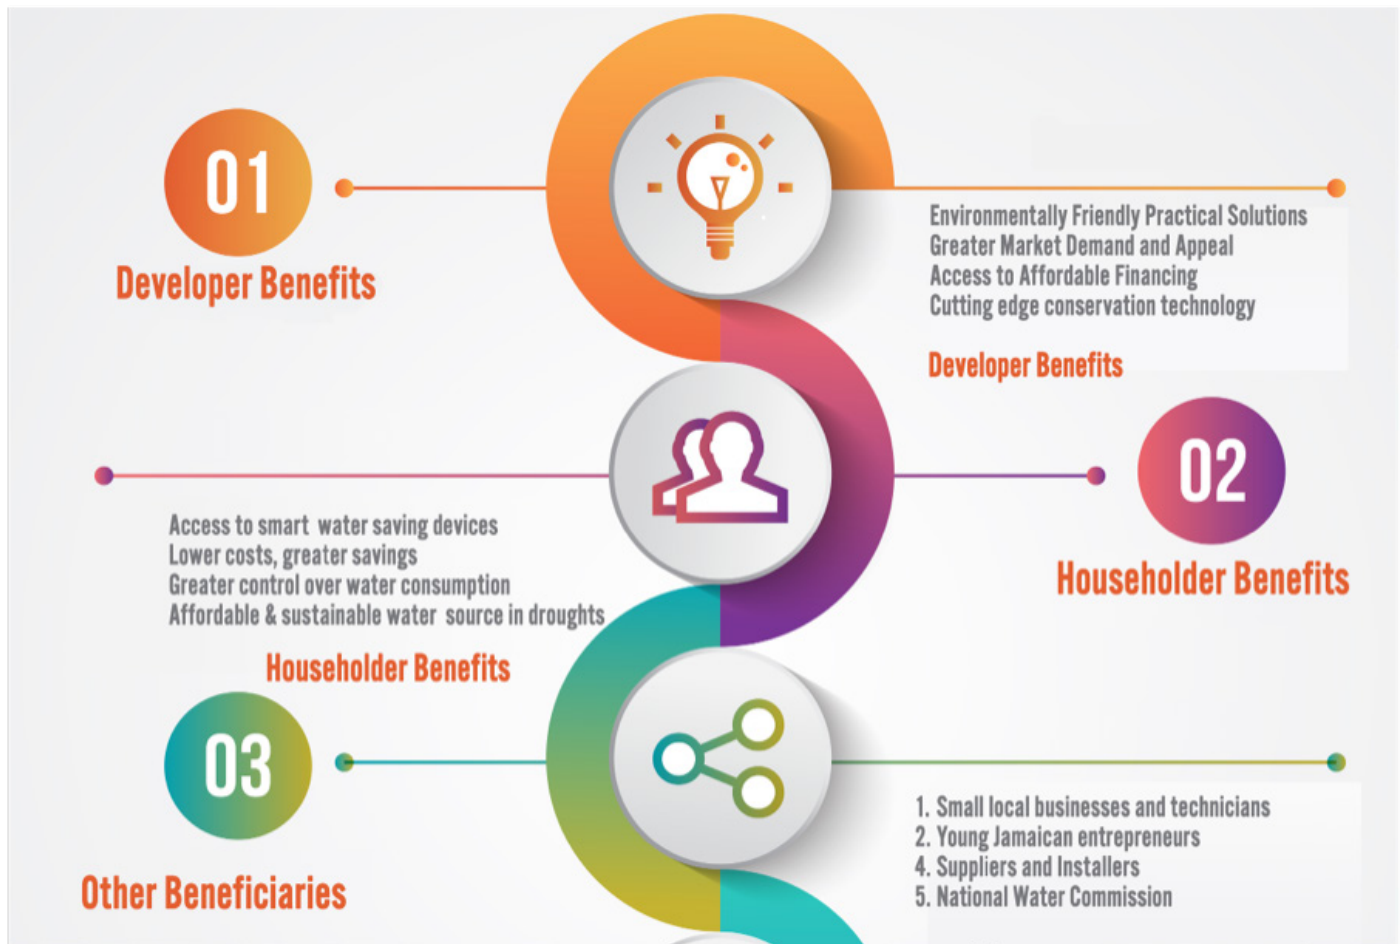 01
Developer Benefits
Environmentally Friendly Practical Solutions
Greater Market Demand and Appeal
Access to Affordable Financing
Cutting edge conservation technology
Developer Benefits
02
Householder Benefits
Access to smart water saving devices
Lower costs, greater savings
Greater control over water consumption
Affordable & sustainable water source in droughts
Householder Benefits
03
Other Beneficiaries
1. Small local businesses and technicians
2. Young Jamaican entrepreneurs
4. Suppliers and Installers
5. National Water Commission